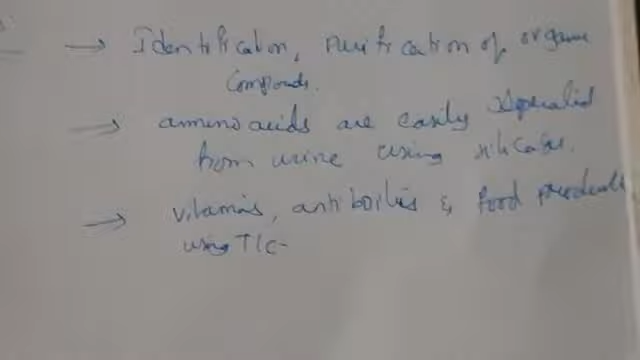 → Identification, Purification of organic
compounds.
→ amino acids are easily separated
from urine using silica gel.
→ vitamins, antibiotics & food products
using TLC-